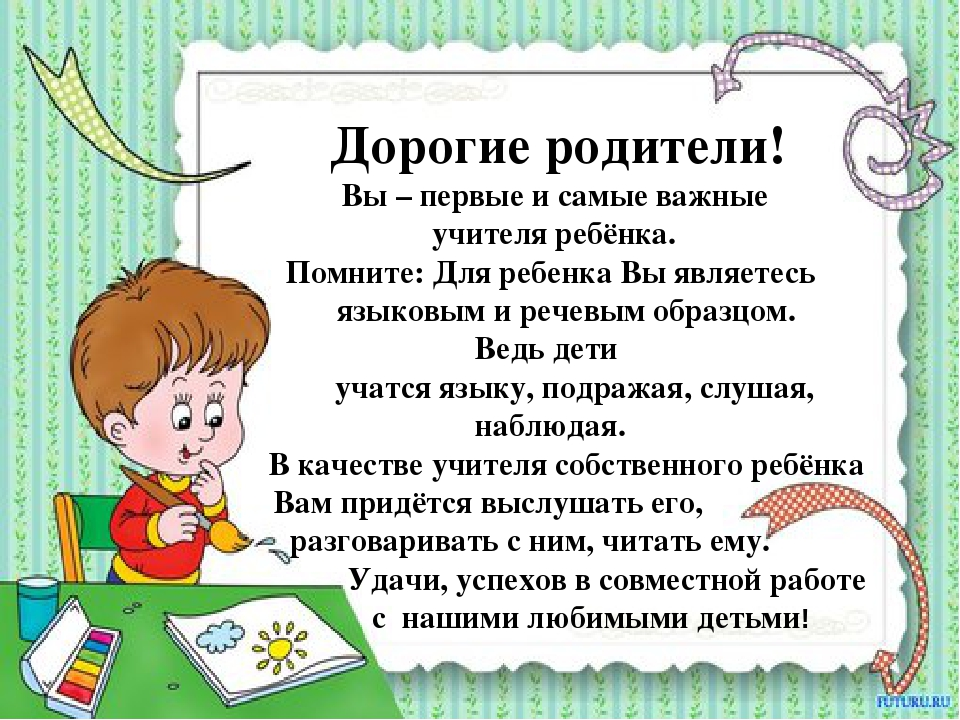 Дорогие родители!
Вы – первые и самые важные
учителя ребёнка.
Помните: Для ребенка Вы являетесь
языковым и речевым образцом.
Ведь дети
учатся языку, подражая, слушая,
наблюдая.
В качестве учителя собственного ребёнка
Вам придётся выслушать его,
разговаривать с ним, читать ему.
Удачи, успехов в совместной работе
с нашими любимыми детьми!
FUTURU.RU